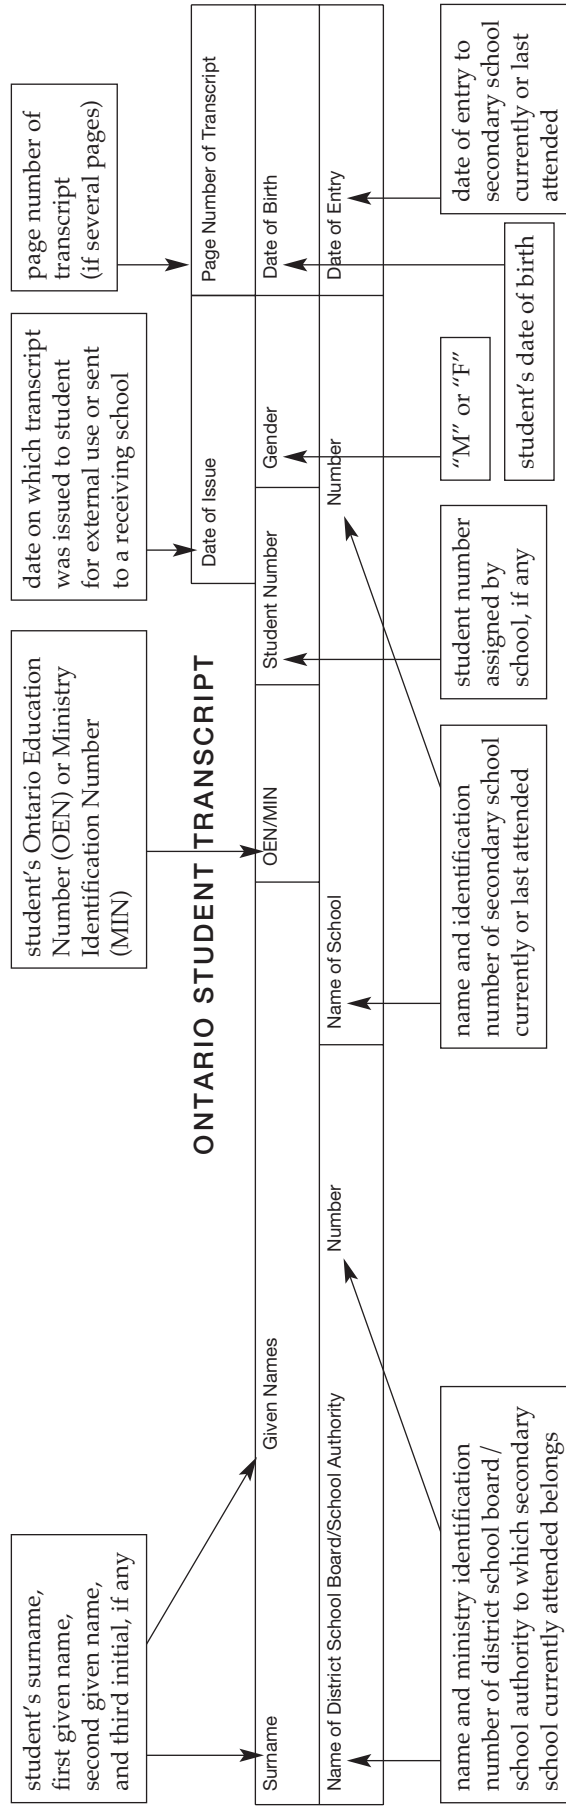 student's surname,
first given name,
second given name,
and third initial, if any
student's Ontario Education
Number (OEN) or Ministry
Identification Number
(MIN)
date on which transcript
was issued to student
for external use or sent
to a receiving school
page number of
transcript
(if several pages)
ONTARIO STUDENT TRANSCRIPT
Date of Issue
Page Number of Transcript
Surname
Given Names
OEN/MIN
Student Number
Gender
Date of Birth
Name of District School Board/School Authority
Number
Name of School
Number
Date of Entry
name and ministry identification
number of district school board/
school authority to which secondary
school currently attended belongs
name and identification
number of secondary school
currently or last attended
student number
assigned by
school, if any
"M" or "F"
student's date of birth
date of entry to
secondary school
currently or last
attended